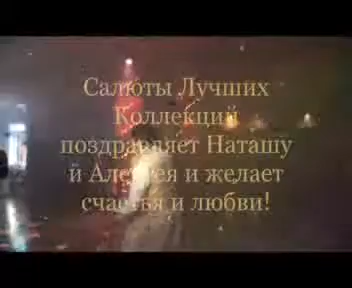 Салюты Лучших
Коллекций
поздравляет Наташу
и Алексея и желает
счастья и любви!